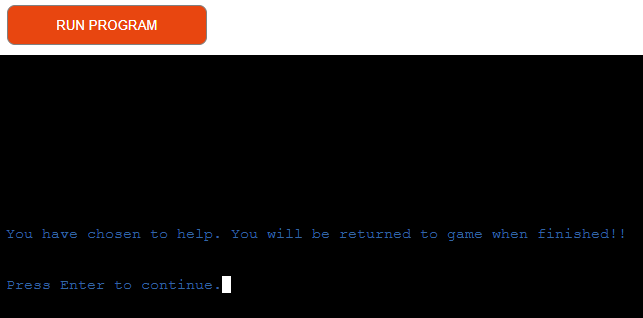 RUN PROGRAM
You have chosen to help. You will be returned to game when finished!!
Press Enter to continue.